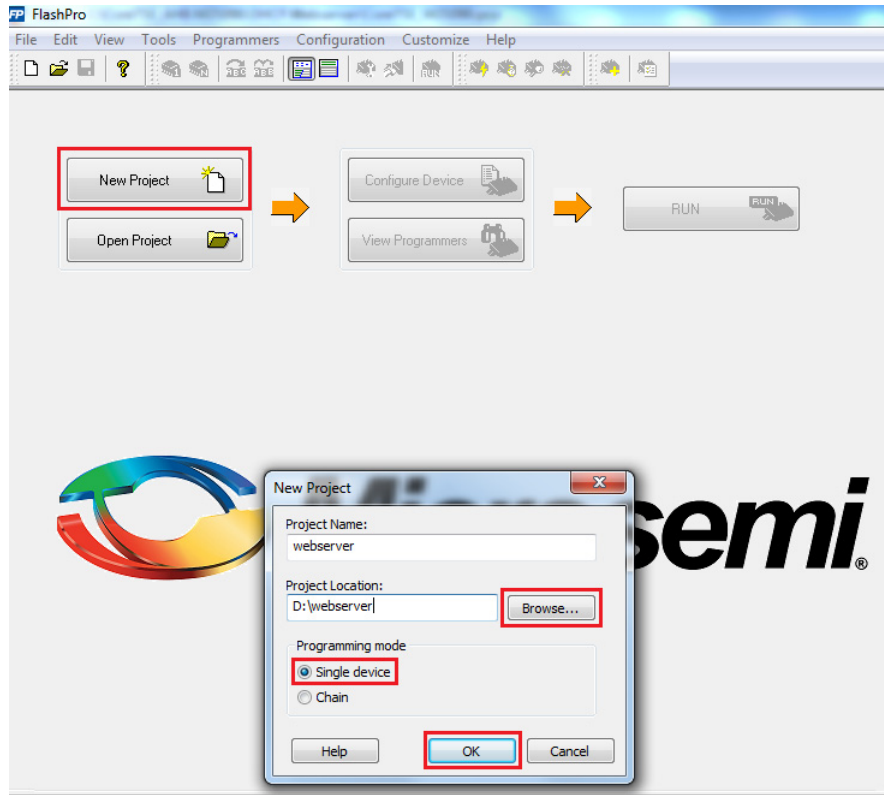 FlashPro
File Edit View Tools Programmers Configuration Customize Help
New Project
Configure Device
RUN
RUN
Open Project
View Programmers
semi®
New Project
Project Name:
webserver
Project Location:
D:\webserver
Browse...
Programming mode
Single device
Chain
Help OK Cancel